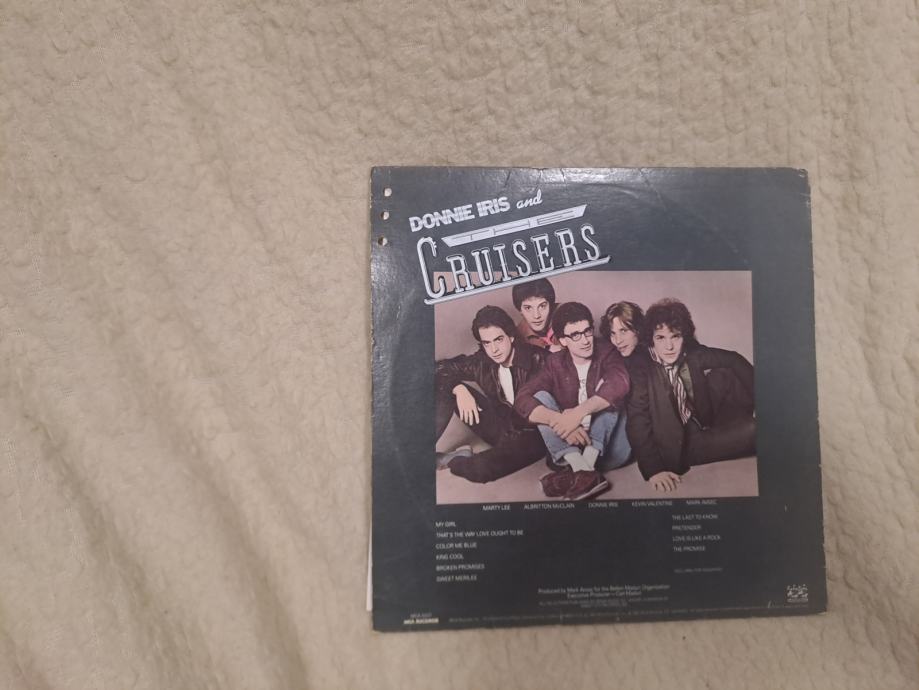 DONNIE IRIS and
THE
CRUISERS
MARTY LEE ALBRITTON McCLAIN DONNIE IRIS KEVIN VALENTINE MARK AVSEC
MY GIRL
THAT'S THE WAY LOVE OUGHT TO BE
COLOR ME BLUE
KING COOL
BROKEN PROMISES
SWEET MERILEE
THE LAST TO KNOW
PRETENDER
LOVE IS LIKE A ROCK
THE PROMISE
Produced by Mark Avsec for the Belkin Maduri Organization
Executive Producer—Carl Maduri
MCA RECORDS